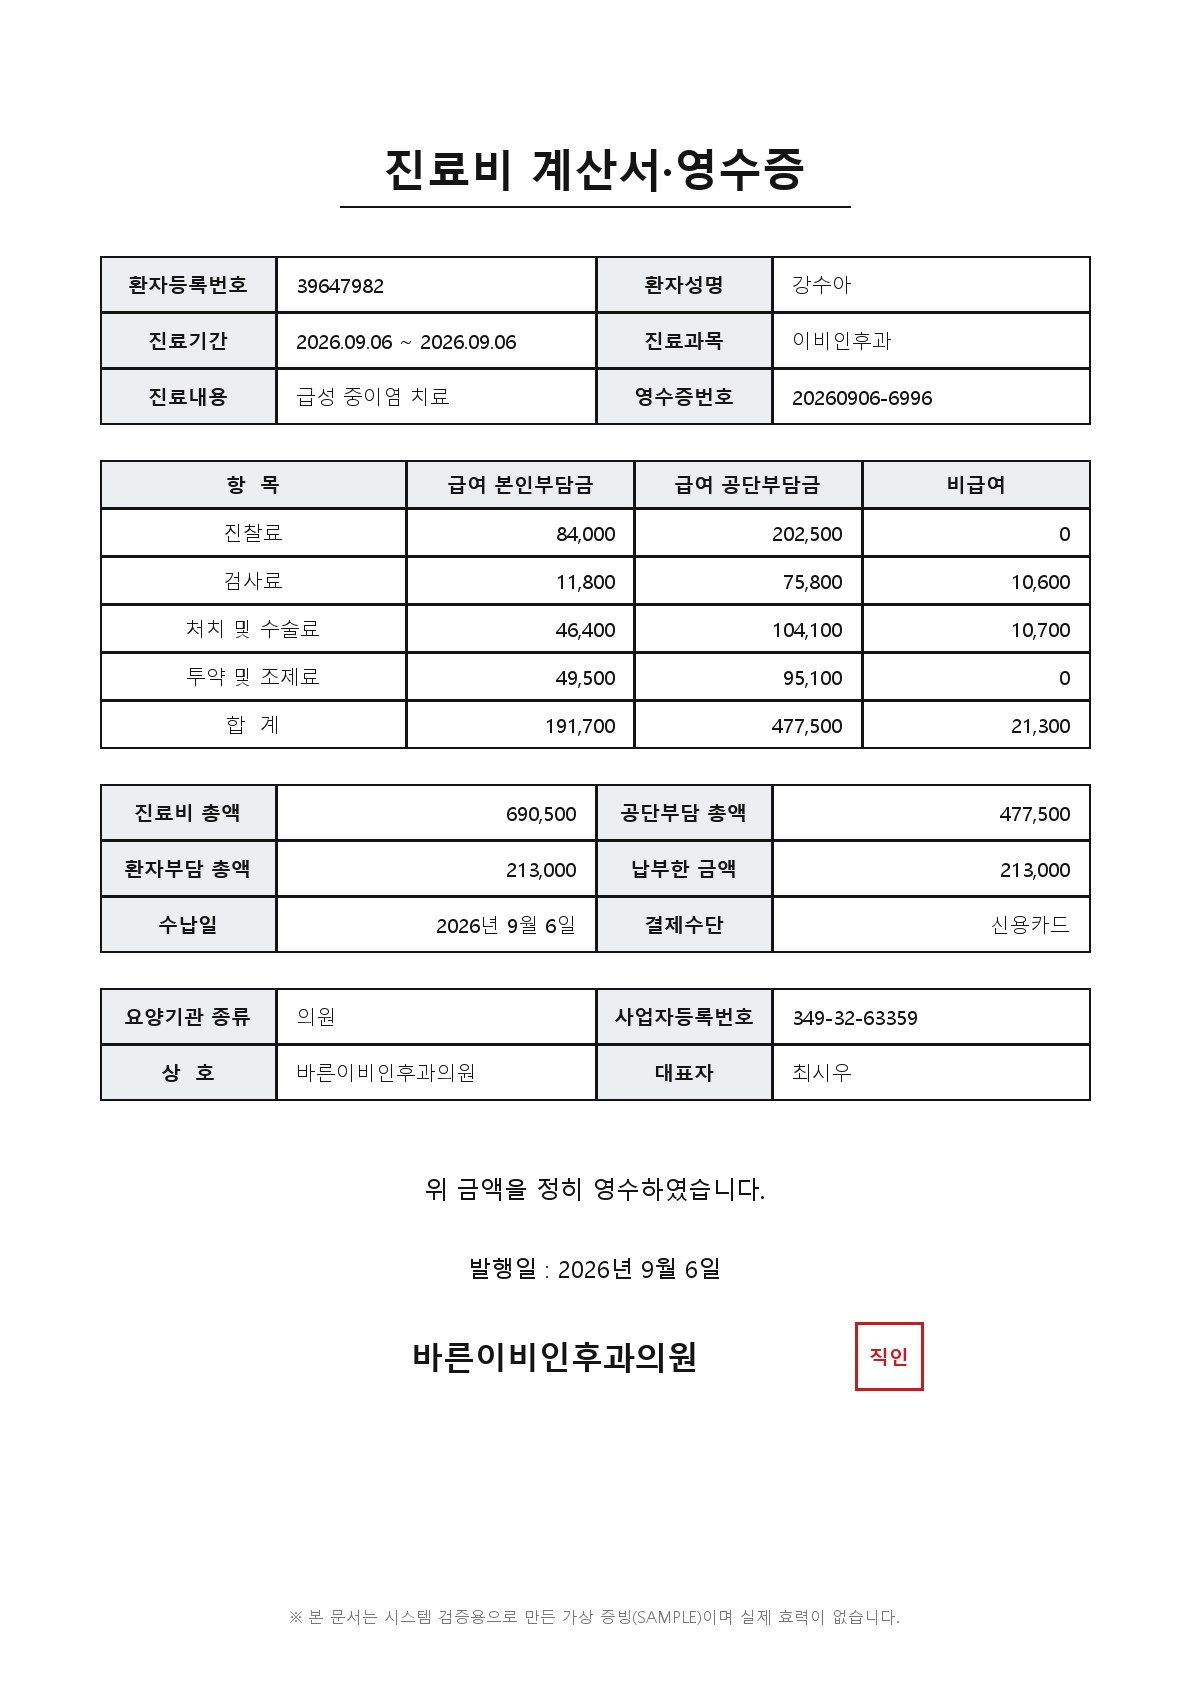 진료비 계산서·영수증
환자등록번호 39647982 환자성명 강수아
진료기간 2026.09.06 ~ 2026.09.06 진료과목 이비인후과
진료내용 급성 중이염 치료 영수증번호 20260906-6996
항 목 급여 본인부담금 급여 공단부담금 비급여
진찰료 84,000 202,500 0
검사료 11,800 75,800 10,600
처치 및 수술료 46,400 104,100 10,700
투약 및 조제료 49,500 95,100 0
합 계 191,700 477,500 21,300
진료비 총액 690,500 공단부담 총액 477,500
환자부담 총액 213,000 납부한 금액 213,000
수납일 2026년 9월 6일 결제수단 신용카드
요양기관 종류 의원 사업자등록번호 349-32-63359
상 호 바른이비인후과의원 대표자 최시우
위 금액을 정히 영수하였습니다.
발행일 : 2026년 9월 6일
바른이비인후과의원 직인
※ 본 문서는 시스템 검증용으로 만든 가상 증빙(SAMPLE)이며 실제 효력이 없습니다.